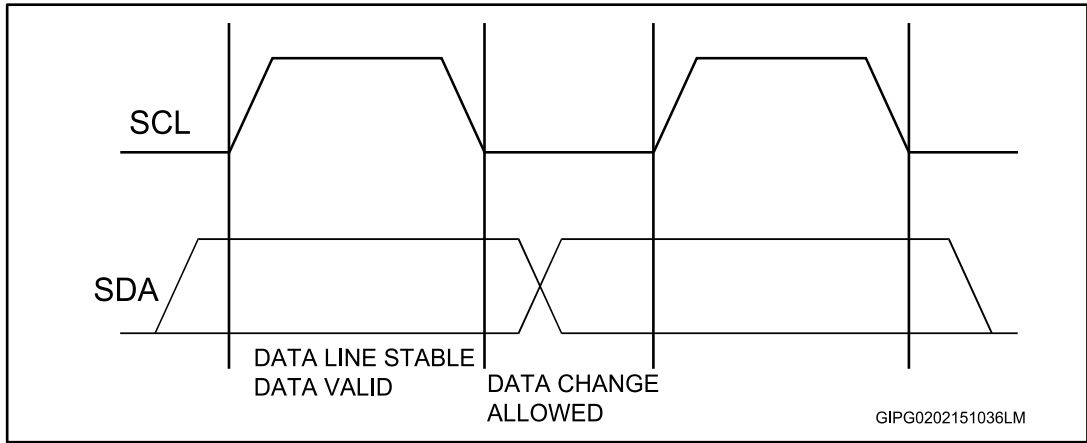 SCL
SDA
DATA LINE STABLE
DATA VALID
DATA CHANGE
ALLOWED
GIPG0202151036LM